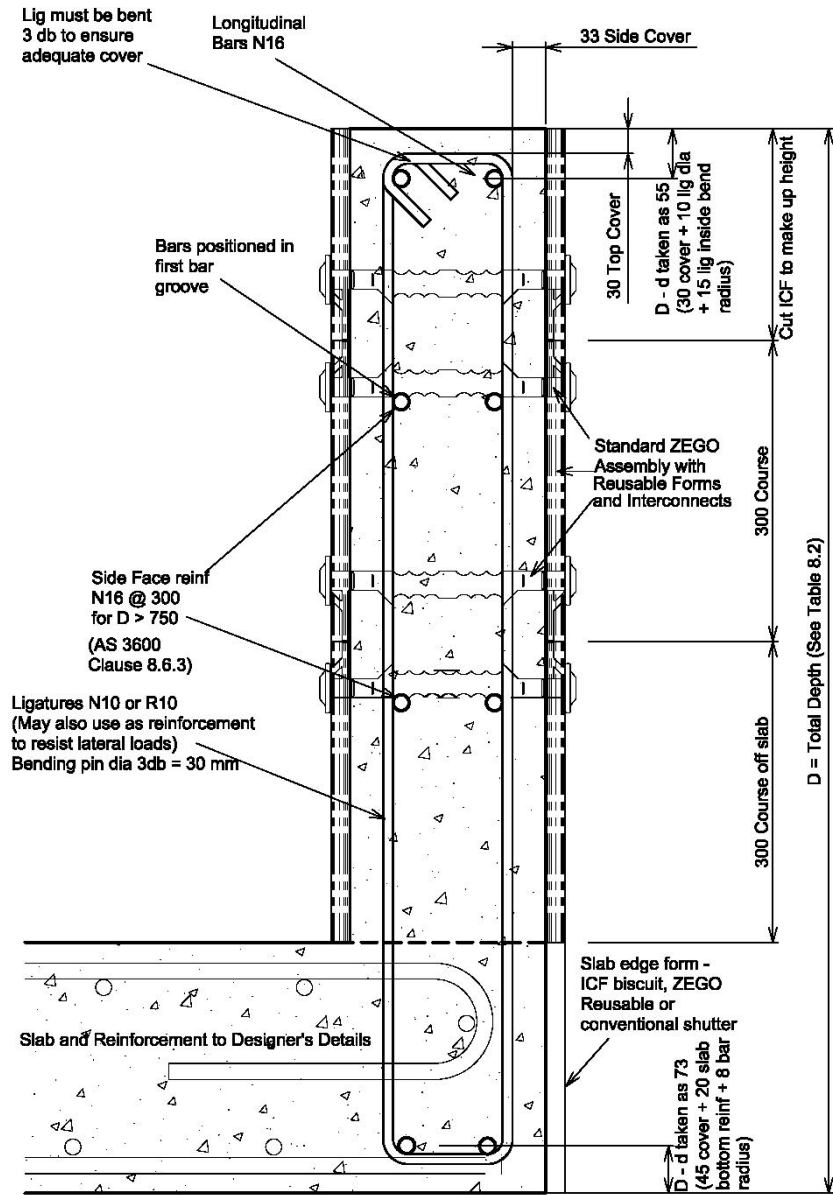 Lig must be bent
3 db to ensure
adequate cover
Longitudinal
Bars N16
33 Side Cover
30 Top Cover
D - d taken as 55
(30 cover + 10 lig dia
+ 15 lig inside bend
radius)
Cut ICF to make up height
Bars positioned in
first bar
groove
Standard ZEGO
Assembly with
Reusable Forms
and Interconnects
300 Course
Side Face reinf
N16 @ 300
for D > 750
(AS 3600
Clause 8.6.3)
D = Total Depth (See Table 8.2)
Ligatures N10 or R10
(May also use as reinforcement
to resist lateral loads)
Bending pin dia 3db = 30 mm
300 Course off slab
Slab edge form -
ICF biscuit, ZEGO
Reusable or
conventional shutter
Slab and Reinforcement to Designer's Details
D - d taken as 73
(45 cover + 20 slab
bottom reinf + 8 bar
radius)